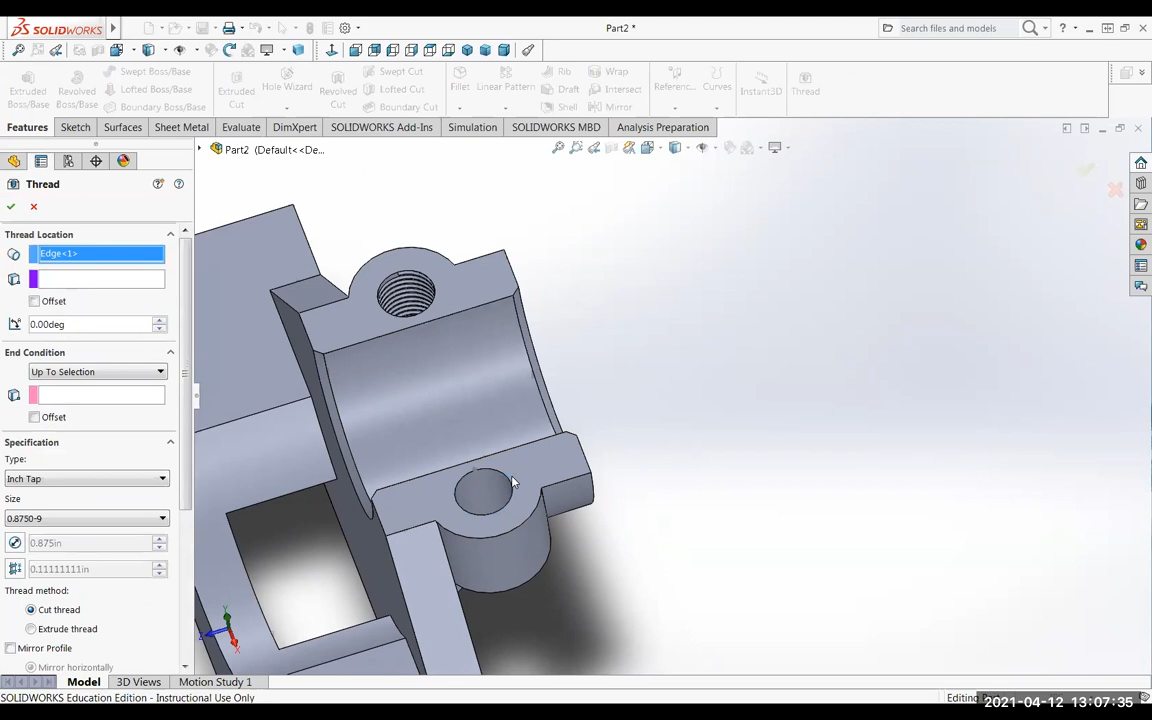 SOLIDWORKS
Part2 *
Search files and models
Extruded Boss/Base
Revolved Boss/Base
Swept Boss/Base
Lofted Boss/Base
Boundary Boss/Base
Extruded Cut
Hole Wizard
Revolved Cut
Swept Cut
Lofted Cut
Boundary Cut
Fillet
Linear Pattern
Rib
Draft
Shell
Wrap
Intersect
Mirror
Referenc...
Curves
Instant3D
Thread
Features
Sketch
Surfaces
Sheet Metal
Evaluate
DimXpert
SOLIDWORKS Add-Ins
Simulation
SOLIDWORKS MBD
Analysis Preparation
Part2 (Default<<De...
Thread
Thread Location
Edge<1>
Offset
0.00deg
End Condition
Up To Selection
Offset
Specification
Type:
Inch Tap
Size
0.8750-9
0.875in
0.11111111in
Thread method:
Cut thread
Extrude thread
Mirror Profile
Mirror horizontally
Y
Z
X
Model
3D Views
Motion Study 1
SOLIDWORKS Education Edition - Instructional Use Only
2021-04-12 13:07:35